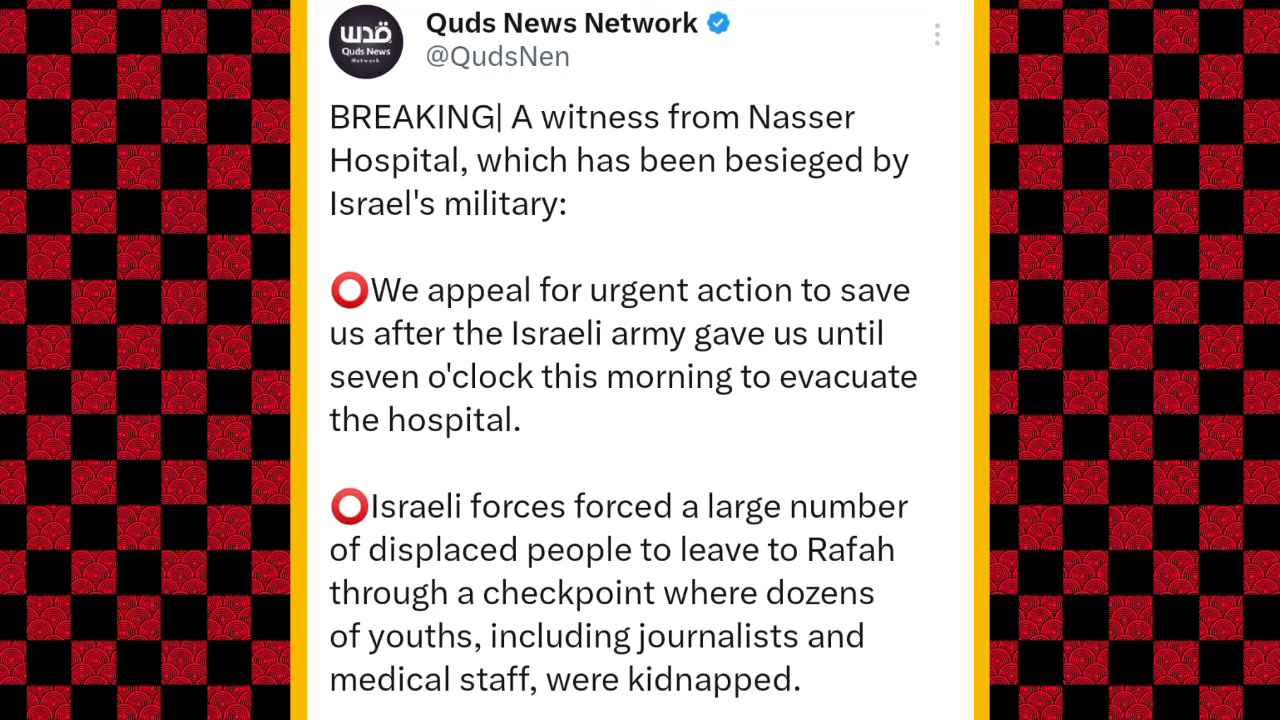 قدس
Quds News
Network
Quds News Network
@QudsNen
BREAKING| A witness from Nasser
Hospital, which has been besieged by
Israel's military:
⭕We appeal for urgent action to save
us after the Israeli army gave us until
seven o'clock this morning to evacuate
the hospital.
⭕Israeli forces forced a large number
of displaced people to leave to Rafah
through a checkpoint where dozens
of youths, including journalists and
medical staff, were kidnapped.